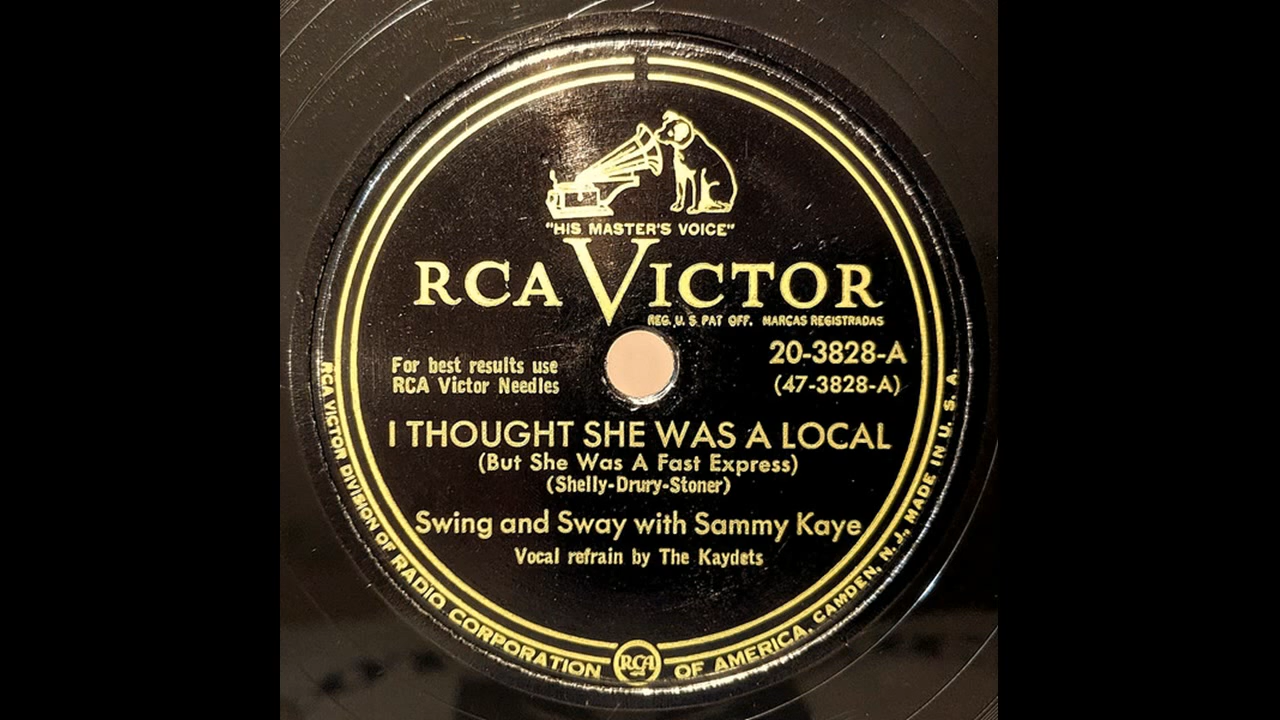 "HIS MASTER'S VOICE"
RCA VICTOR
REG. U. S. PAT. OFF. MARCAS REGISTRADAS
20-3828-A
(47-3828-A)
For best results use
RCA Victor Needles
I THOUGHT SHE WAS A LOCAL
(But She Was A Fast Express)
(Shelly-Drury-Stoner)
Swing and Sway with Sammy Kaye
Vocal refrain by The Kaydets
RCA VICTOR DIVISION OF RADIO CORPORATION RCA OF AMERICA, CAMDEN, N. J., MADE IN U. S. A.